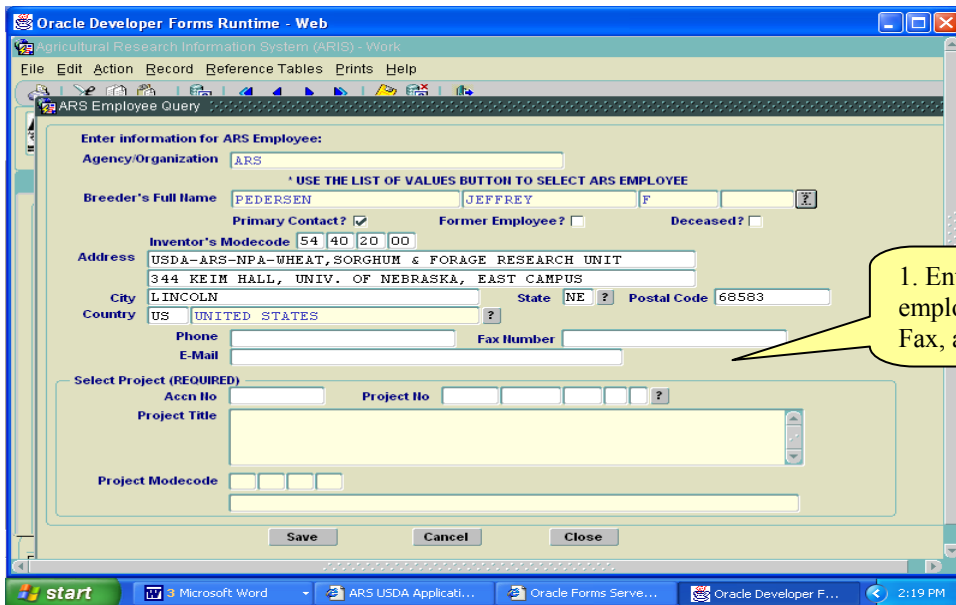 Oracle Developer Forms Runtime - Web
Agricultural Research Information System (ARIS) - Work
File Edit Action Record Reference Tables Prints Help
ARS Employee Query
Enter information for ARS Employee:
Agency/Organization ARS
* USE THE LIST OF VALUES BUTTON TO SELECT ARS EMPLOYEE
Breeder's Full Name PEDERSEN JEFFREY F ?
Primary Contact? Former Employee? Deceased?
Inventor's Modecode 54 40 20 00
Address USDA-ARS-NPA-WHEAT,SORGHUM & FORAGE RESEARCH UNIT
344 KEIM HALL, UNIV. OF NEBRASKA, EAST CAMPUS
City LINCOLN State NE ? Postal Code 68583
Country US UNITED STATES ?
Phone Fax Number
E-Mail
1. En
emplo
Fax, a
Select Project (REQUIRED)
Accn No Project No ?
Project Title
Project Modecode
Save Cancel Close
start 3 Microsoft Word ARS USDA Applicati... Oracle Forms Serve... Oracle Developer F... 2:19 PM